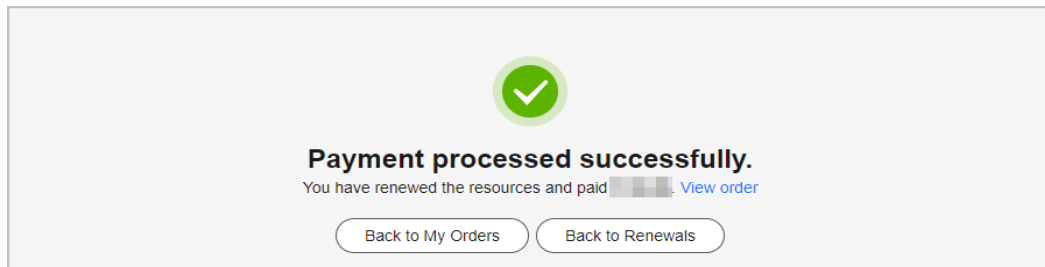 Payment processed successfully.
You have renewed the resources and paid . View order
Back to My Orders Back to Renewals